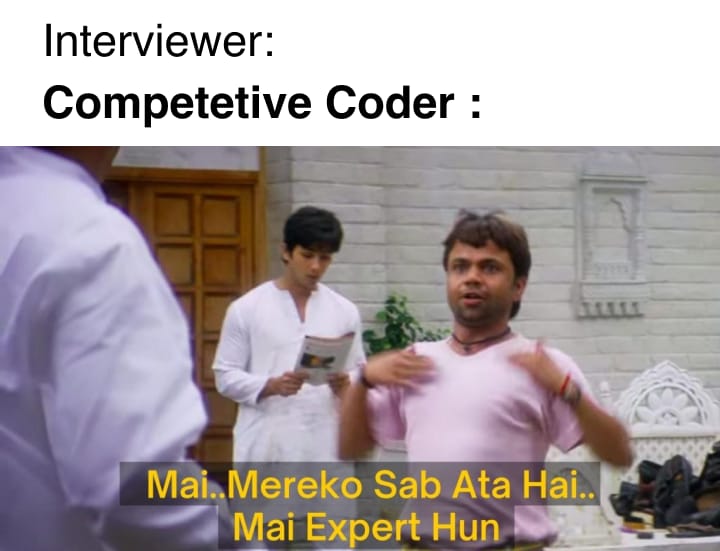 Interviewer:
Competetive Coder :
Mai..Mereko Sab Ata Hai..
Mai Expert Hun